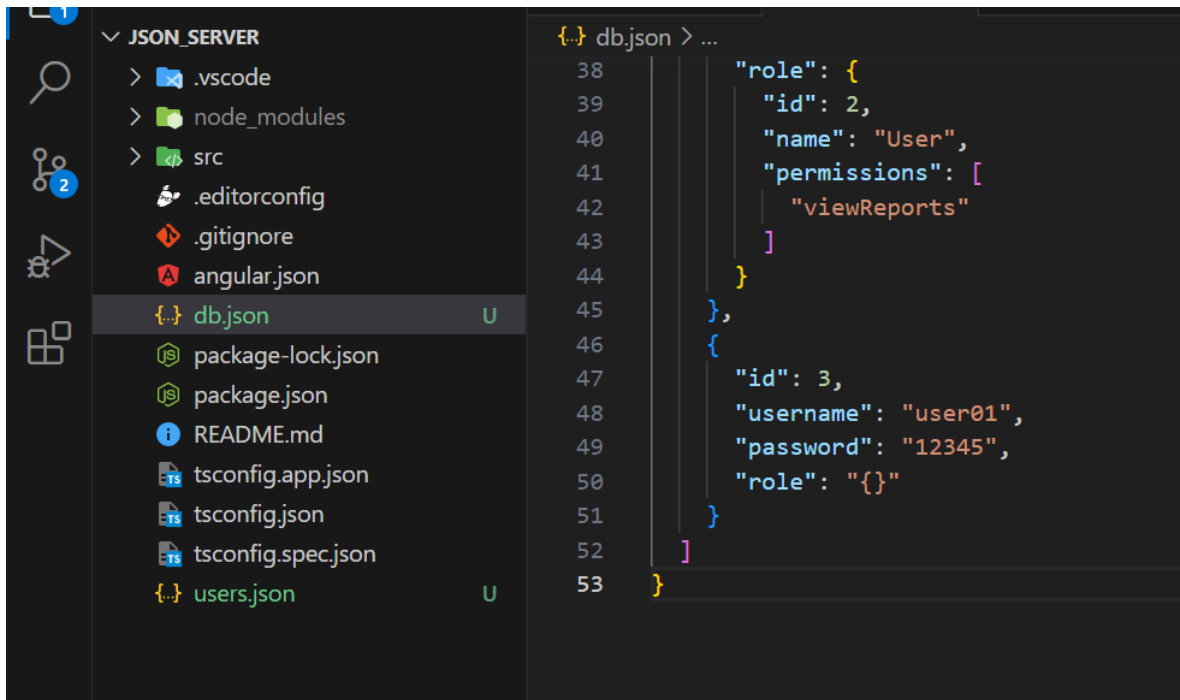 1
JSON_SERVER
.vscode
node_modules
src
.editorconfig
.gitignore
angular.json
db.json U
package-lock.json
package.json
README.md
tsconfig.app.json
tsconfig.json
tsconfig.spec.json
users.json U
2
{..} db.json > ...
38 "role": {
39 "id": 2,
40 "name": "User",
41 "permissions": [
42 "viewReports"
43 ]
44 }
45 },
46 {
47 "id": 3,
48 "username": "user01",
49 "password": "12345",
50 "role": "{}"
51 }
52 ]
53 }